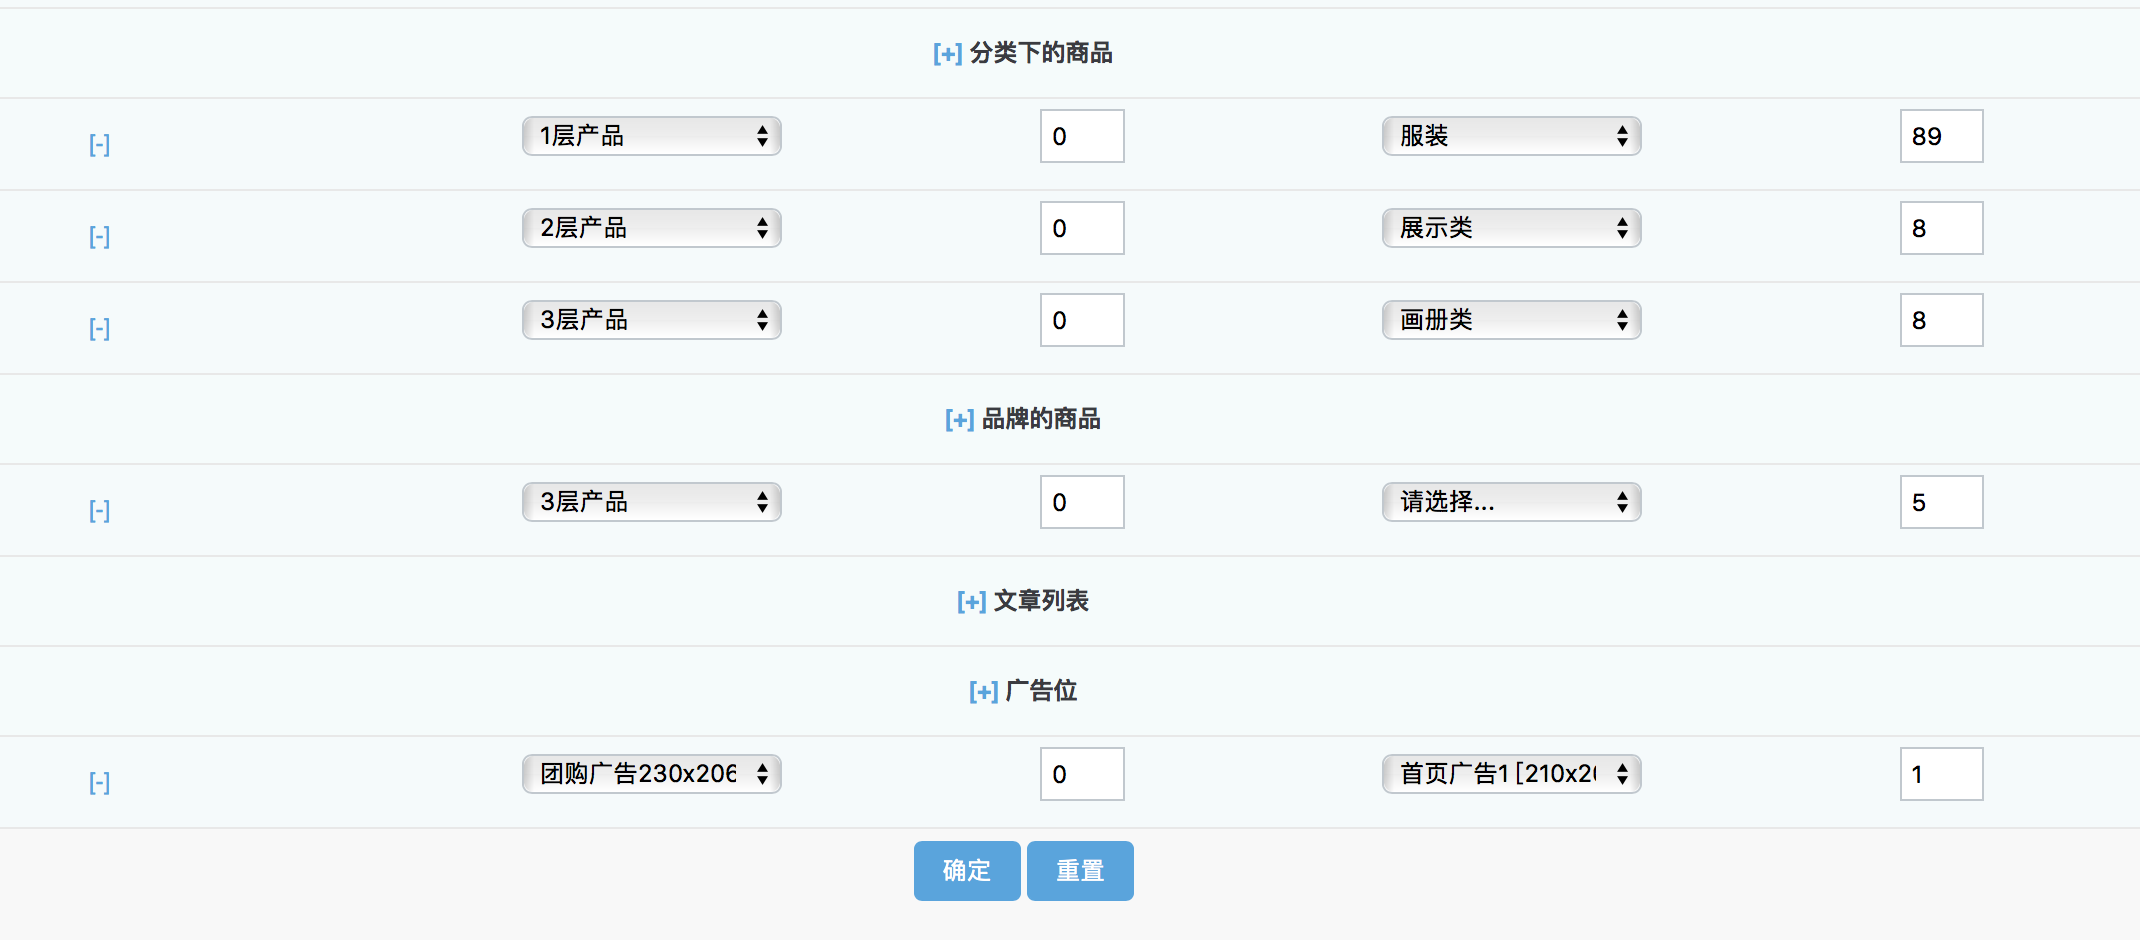 [+] 分类下的商品
[-] 1层产品 0 服装 89
[-] 2层产品 0 展示类 8
[-] 3层产品 0 画册类 8
[+] 品牌的商品
[-] 3层产品 0 请选择... 5
[+] 文章列表
[+] 广告位
[-] 团购广告230x206 0 首页广告1 [210x20 1
确定 重置